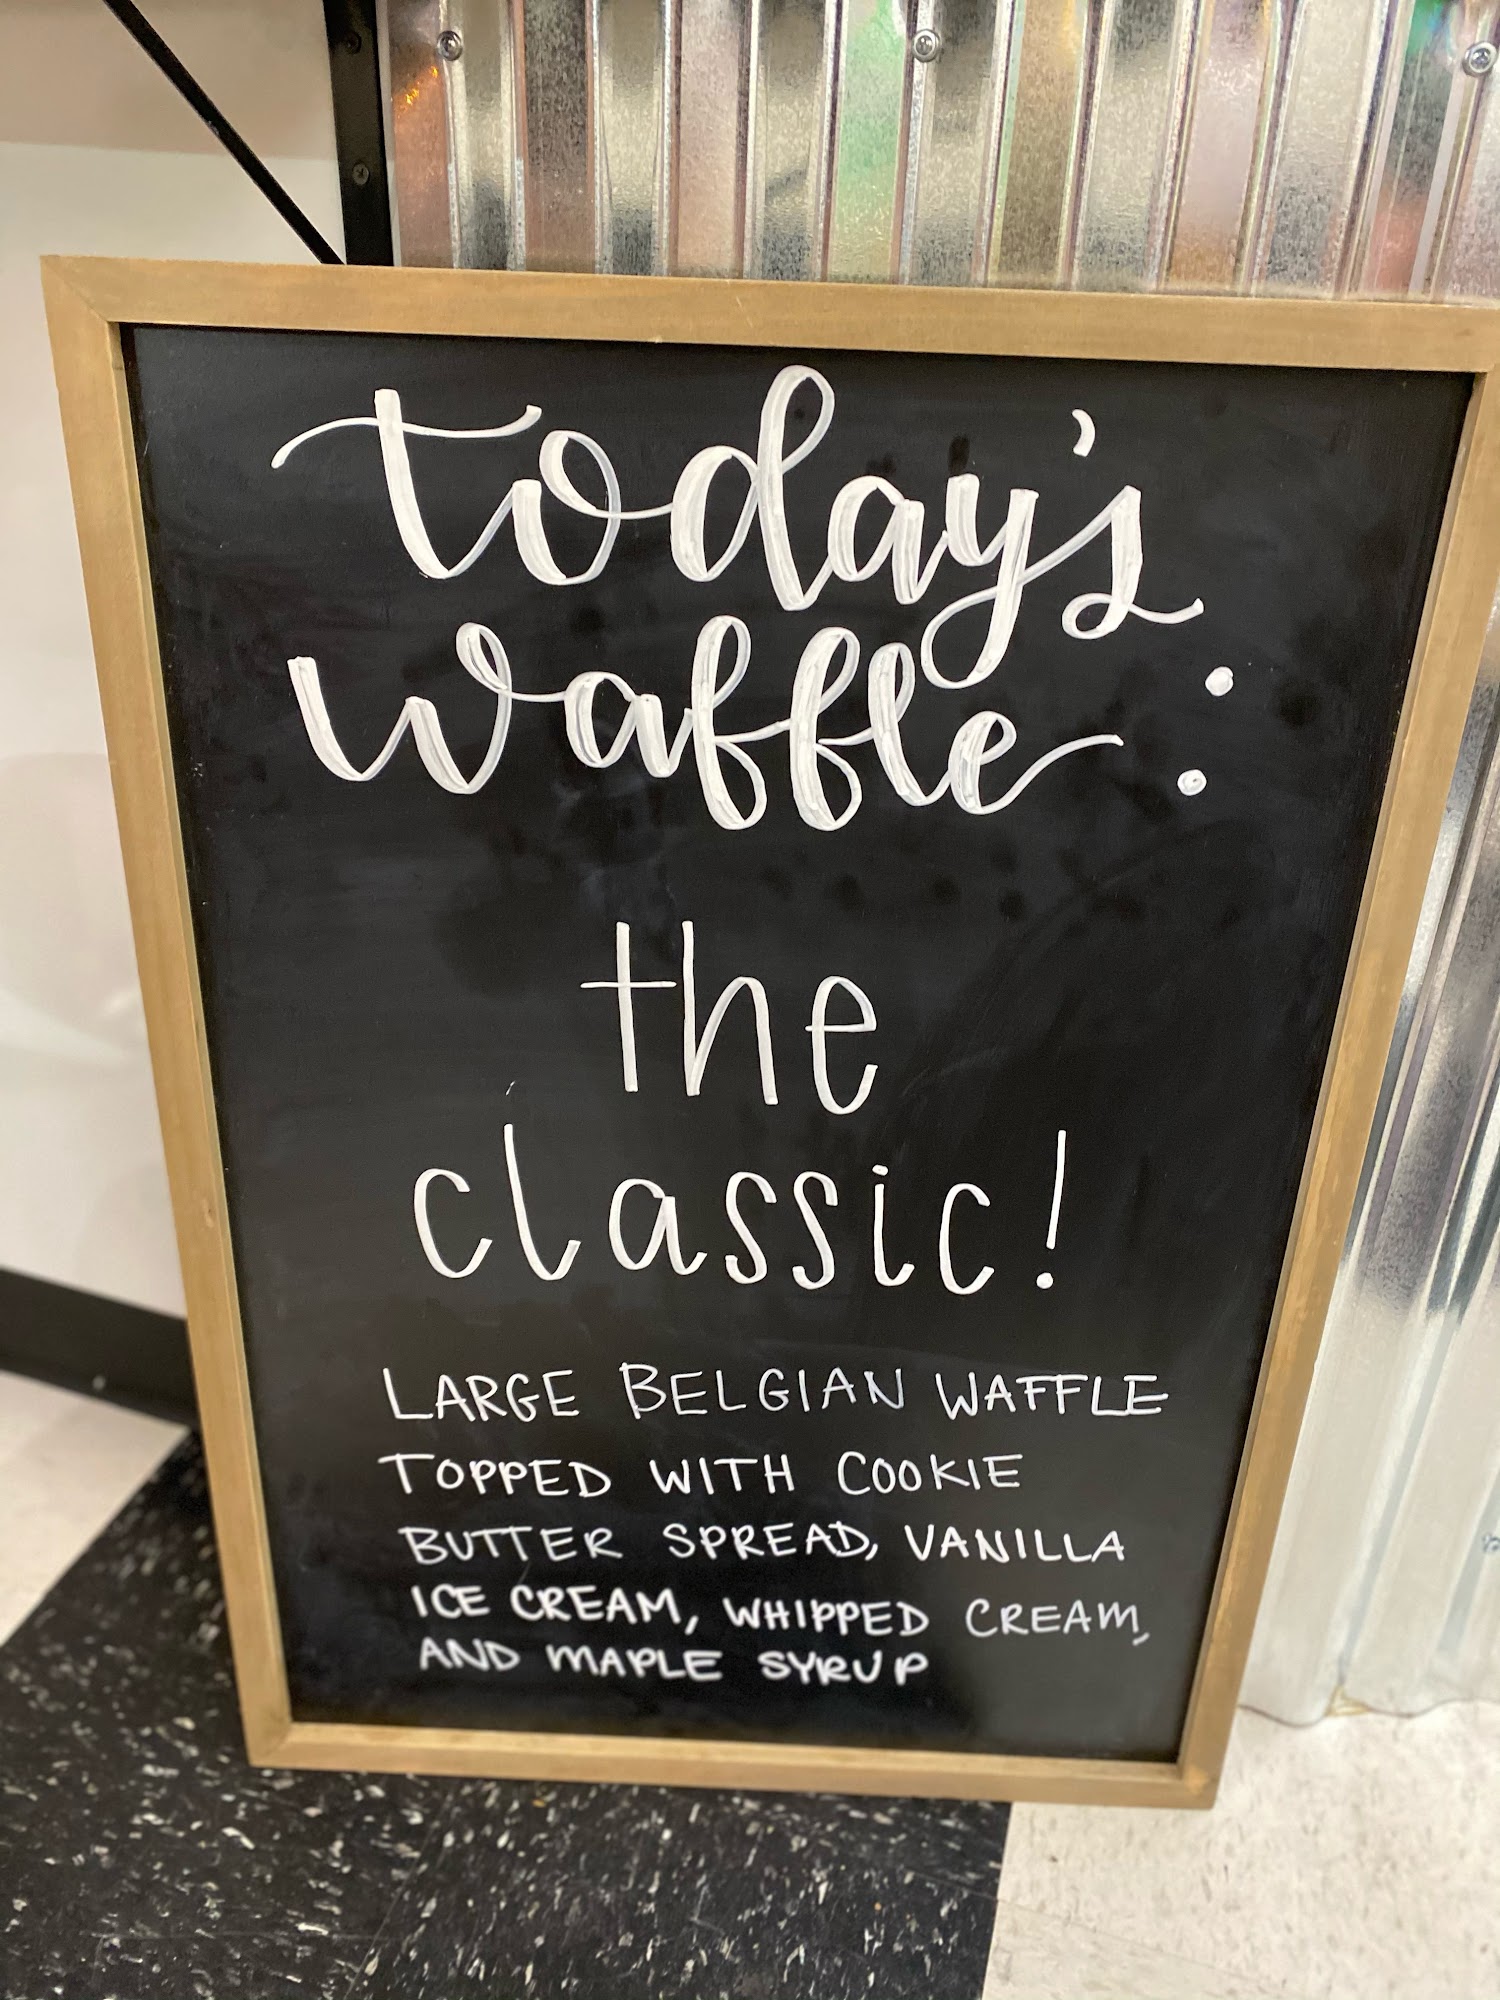 today's
waffle:
the
classic!
LARGE BELGIAN WAFFLE
TOPPED WITH COOKIE
BUTTER SPREAD, VANILLA
ICE CREAM, WHIPPED CREAM,
AND MAPLE SYRUP